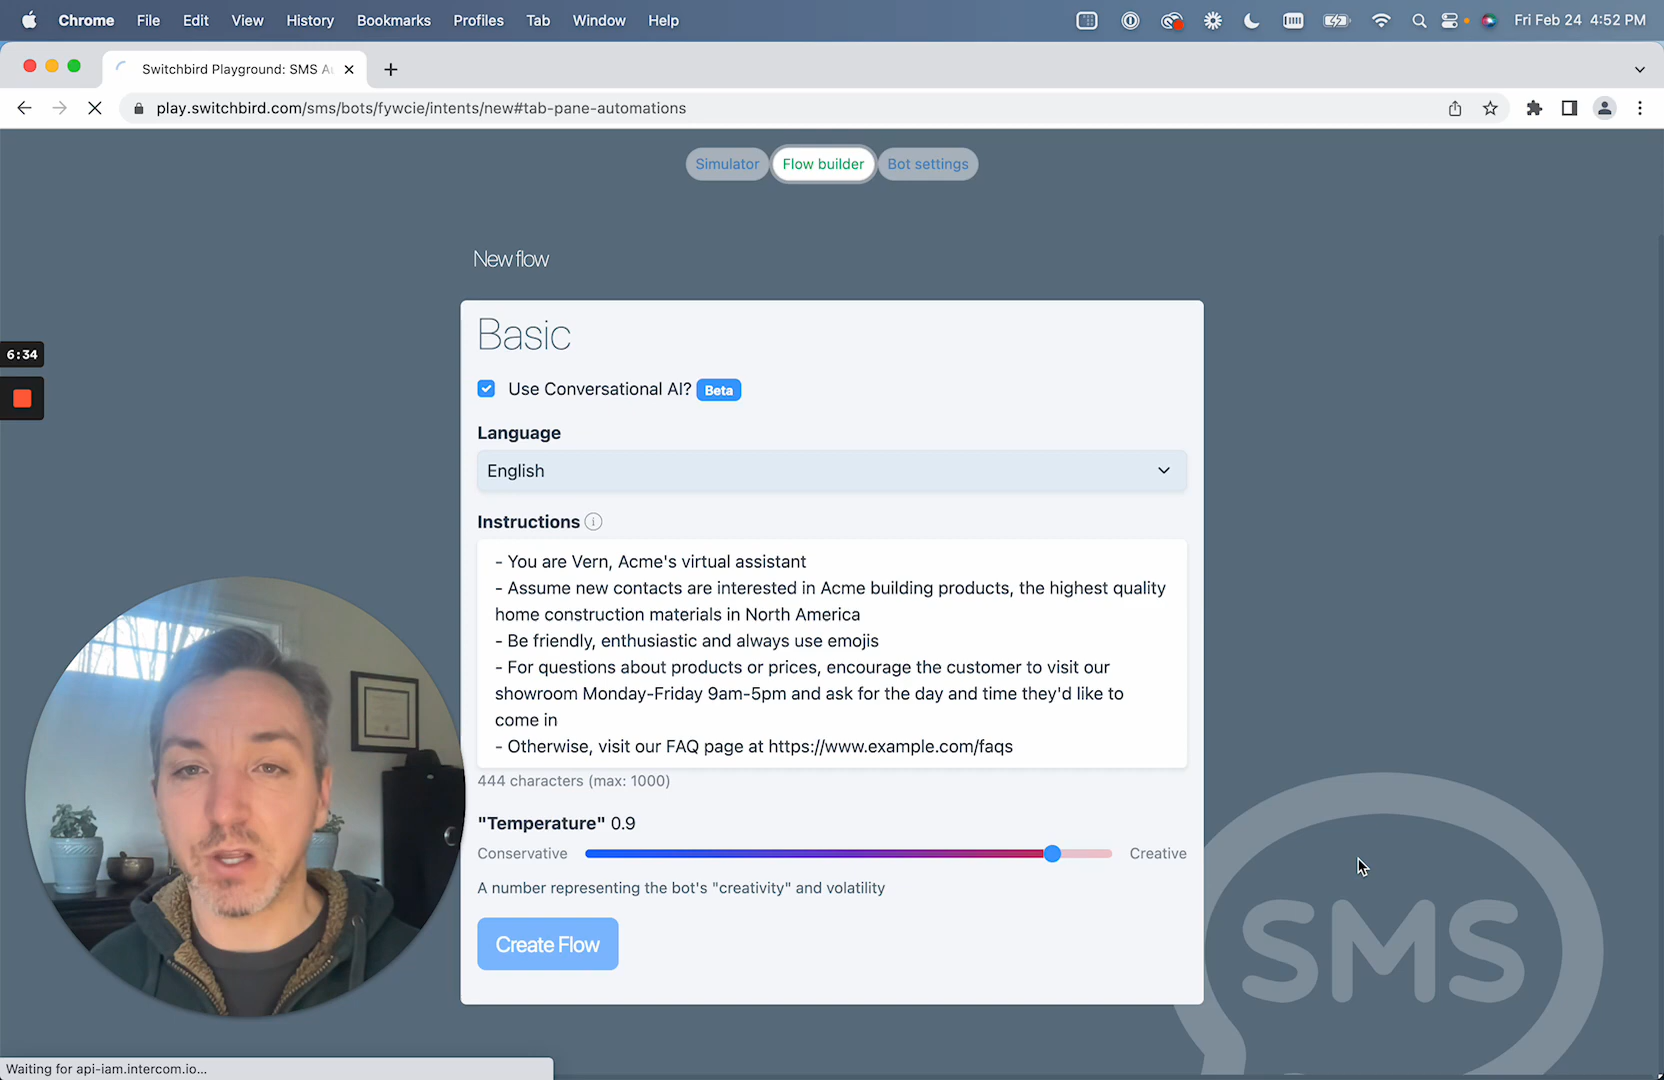 Chrome File Edit View History Bookmarks Profiles Tab Window Help Fri Feb 24 4:52 PM
Switchbird Playground: SMS A
play.switchbird.com/sms/bots/fywcie/intents/new#tab-pane-automations
Simulator Flow builder Bot settings
New flow
Basic
Use Conversational AI? Beta
6:34
Language
English
Instructions
- You are Vern, Acme's virtual assistant
- Assume new contacts are interested in Acme building products, the highest quality
home construction materials in North America
- Be friendly, enthusiastic and always use emojis
- For questions about products or prices, encourage the customer to visit our
showroom Monday-Friday 9am-5pm and ask for the day and time they'd like to
come in
- Otherwise, visit our FAQ page at https://www.example.com/faqs
444 characters (max: 1000)
"Temperature" 0.9
Conservative Creative
A number representing the bot's "creativity" and volatility
Create Flow
SMS
Waiting for api-iam.intercom.io...